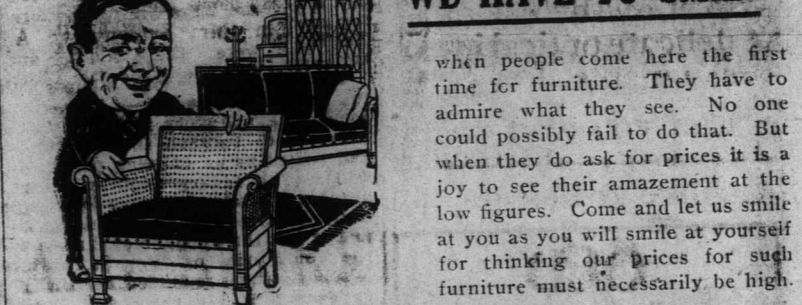 WE HAVE TO
when people come here the first
time for furniture. They have to
admire what they see. No one
could possibly fail to do that. But
when they do ask for prices it is a
joy to see their amazement at the
low figures. Come and let us smile
at you as you will smile at yourself
for thinking our prices for such
furniture must necessarily be high.